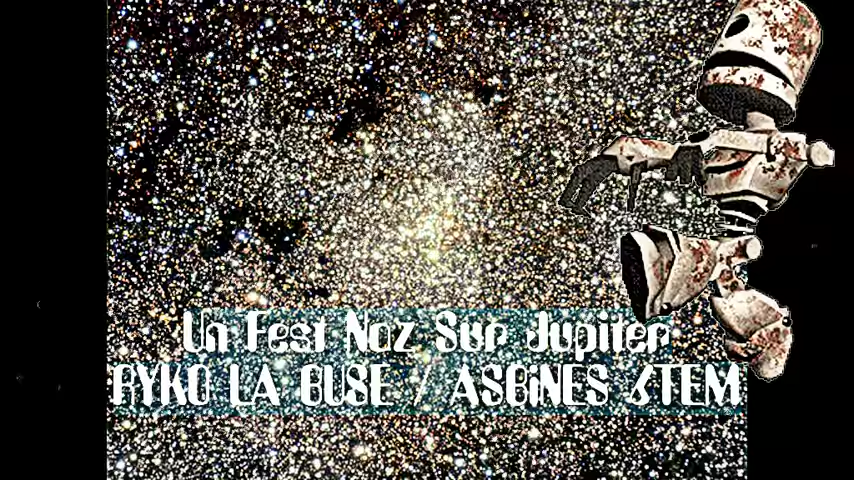 Un Fest Noz Sur Jupiter
RYKO LA BUSE / ASBiNES STEM